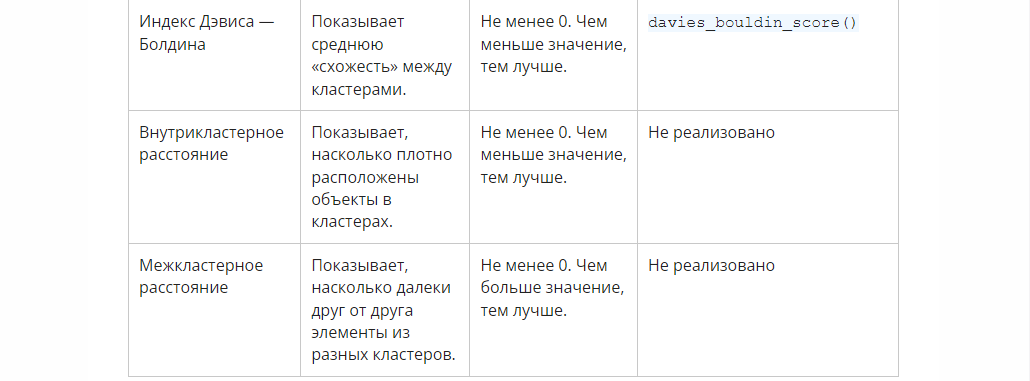 Индекс Дэвиса —
Болдина
Показывает
среднюю
«схожесть» между
кластерами.
Не менее 0. Чем
меньше значение,
тем лучше.
davies_bouldin_score()
Внутрикластерное
расстояние
Показывает,
насколько плотно
расположены
объекты в
кластерах.
Не менее 0. Чем
меньше значение,
тем лучше.
Не реализовано
Межкластерное
расстояние
Показывает,
насколько далеки
друг от друга
элементы из
разных кластеров.
Не менее 0. Чем
больше значение,
тем лучше.
Не реализовано